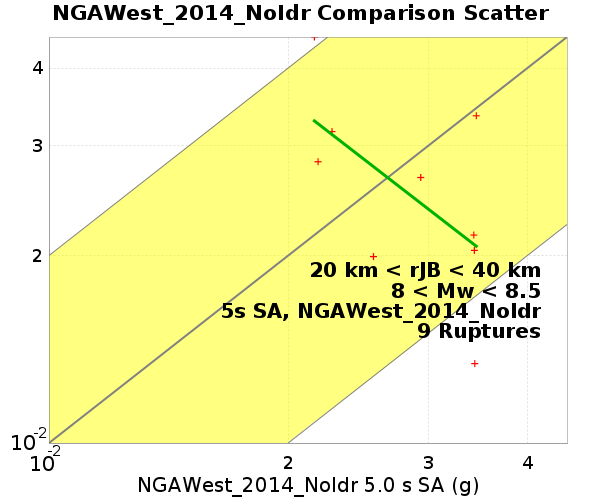 NGAWest_2014_NoIdr Comparison Scatter
4
3
2
10-2
20 km < rJB < 40 km
8 < Mw < 8.5
5s SA, NGAWest_2014_NoIdr
9 Ruptures
10-2
2
3
4
NGAWest_2014_NoIdr 5.0 s SA (g)